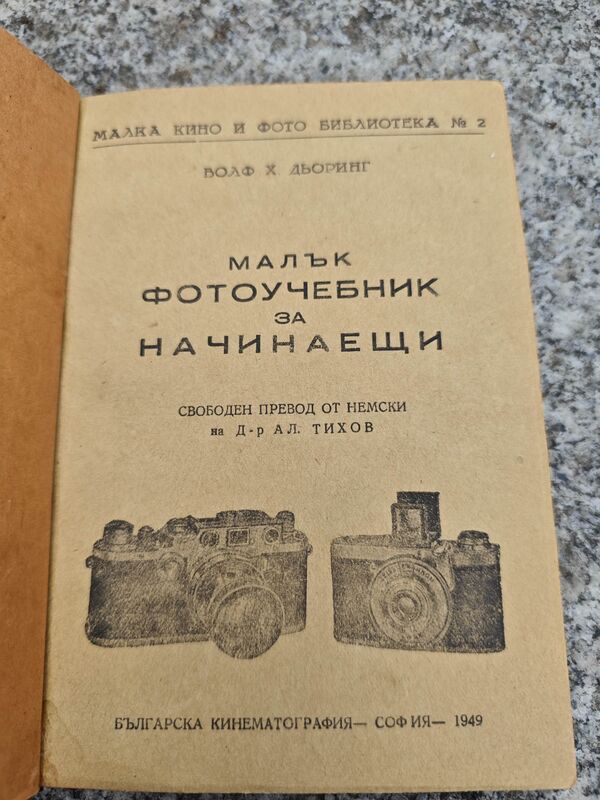 МАЛКА КИНО И ФОТО БИБЛИОТЕКА № 2
ВОЛФ Х. ДЬОРИНГ
МАЛЪК
ФОТОУЧЕБНИК
ЗА
НАЧИНАЕЩИ
СВОБОДЕН ПРЕВОД ОТ НЕМСКИ
на Д-р АЛ. ТИХОВ
БЪЛГАРСКА КИНЕМАТОГРАФИЯ — СОФИЯ — 1949